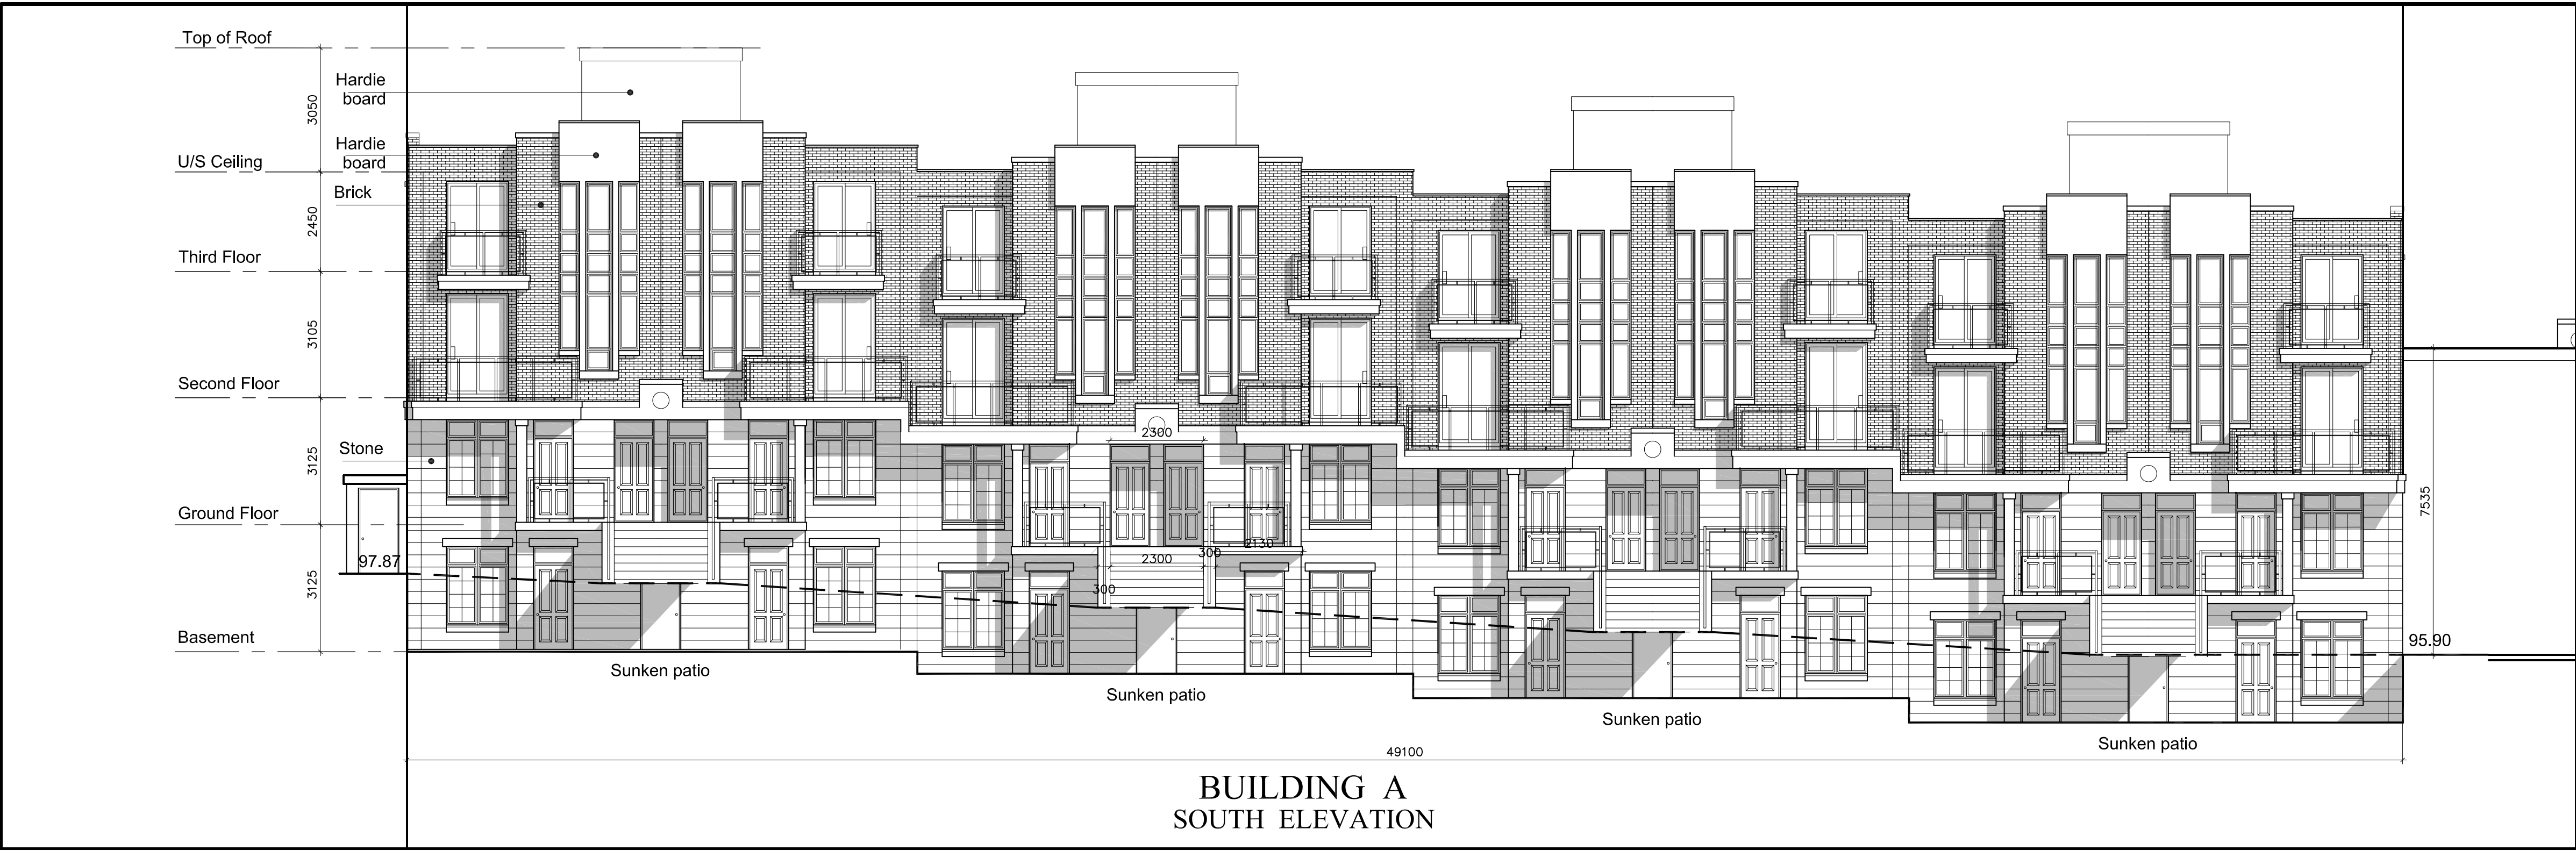 Top of Roof
Hardie
board
3050
Hardie
board
U/S Ceiling
Brick
2450
Third Floor
3105
Second Floor
Stone
3125
Ground Floor
97.87
3125
Basement
2300
2130
300
2300
300
7535
95.90
Sunken patio
Sunken patio
Sunken patio
Sunken patio
49100
BUILDING A
SOUTH ELEVATION